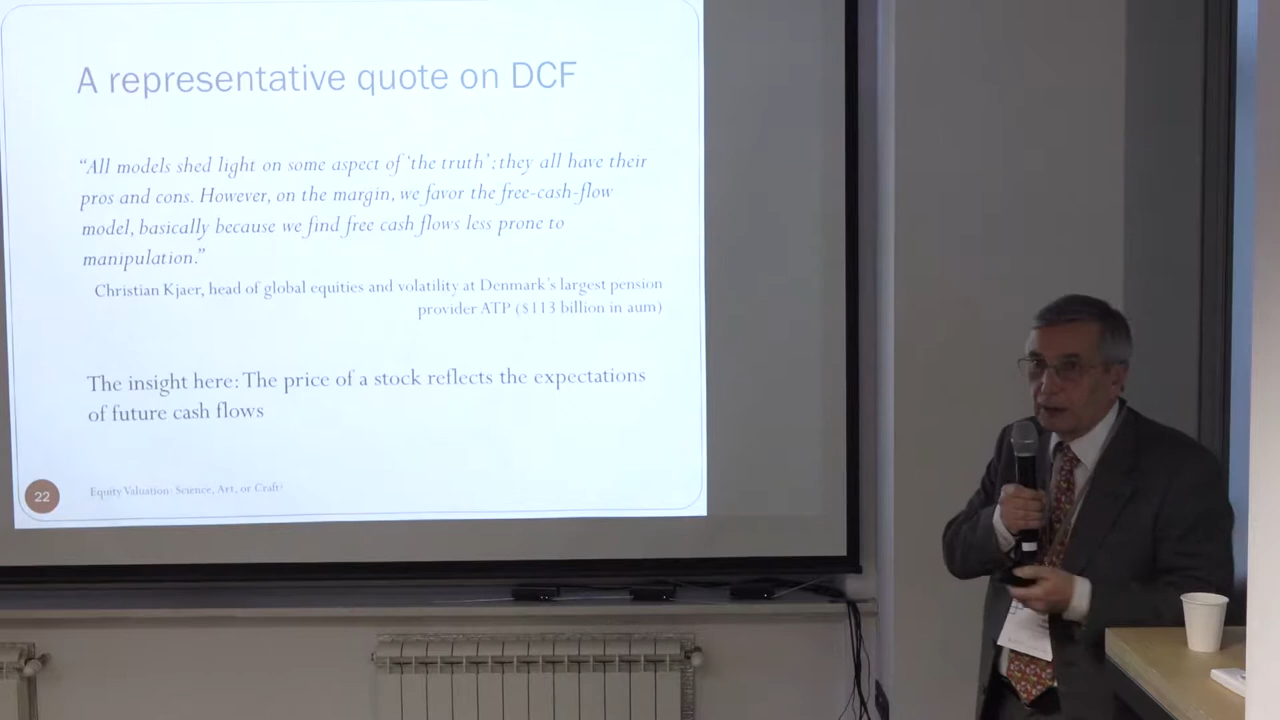 A representative quote on DCF
“All models shed light on some aspect of ‘the truth’; they all have their
pros and cons. However, on the margin, we favor the free-cash-flow
model, basically because we find free cash flows less prone to
manipulation.”
Christian Kjaer, head of global equities and volatility at Denmark’s largest pension
provider ATP ($113 billion in aum)
The insight here: The price of a stock reflects the expectations
of future cash flows
22
Equity Valuation: Science, Art, or Craft?